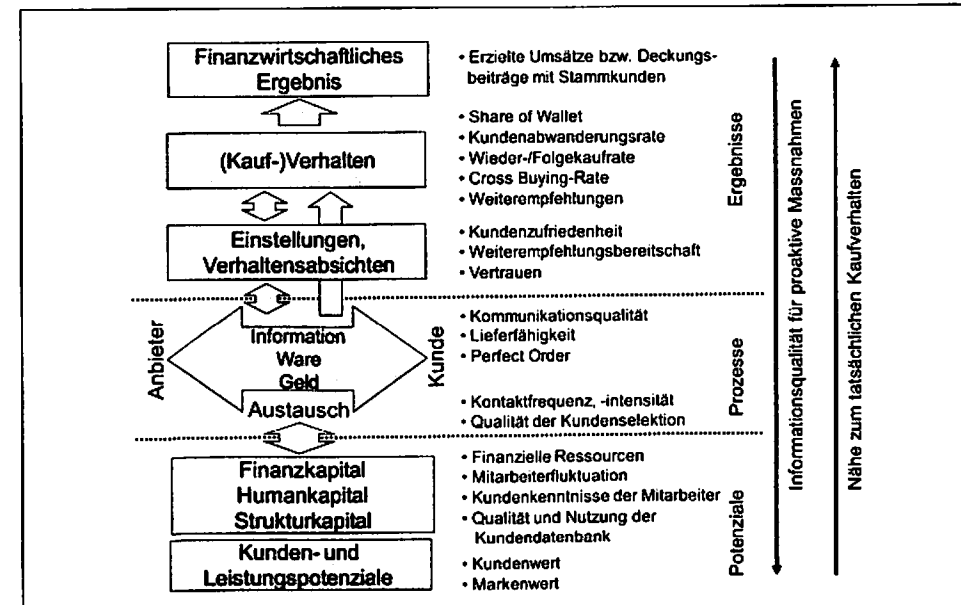 Finanzwirtschaftliches
Ergebnis
• Erzielte Umsätze bzw. Deckungs-
beiträge mit Stammkunden
(Kauf-)Verhalten
• Share of Wallet
• Kundenabwanderungsrate
• Wieder-/Folgekaufrate
• Cross Buying-Rate
• Weiterempfehlungen
Einstellungen,
Verhaltensabsichten
• Kundenzufriedenheit
• Weiterempfehlungsbereitschaft
• Vertrauen
Ergebnisse
Anbieter
Information
Ware
Geld
Austausch
Kunde
• Kommunikationsqualität
• Lieferfähigkeit
• Perfect Order
• Kontaktfrequenz, -intensität
• Qualität der Kundenselektion
Prozesse
Finanzkapital
Humankapital
Strukturkapital
• Finanzielle Ressourcen
• Mitarbeiterfluktuation
• Kundenkenntnisse der Mitarbeiter
• Qualität und Nutzung der
Kundendatenbank
Kunden- und
Leistungspotenziale
• Kundenwert
• Markenwert
Potenziale
Informationsqualität für proaktive Massnahmen
Nähe zum tatsächlichen Kaufverhalten